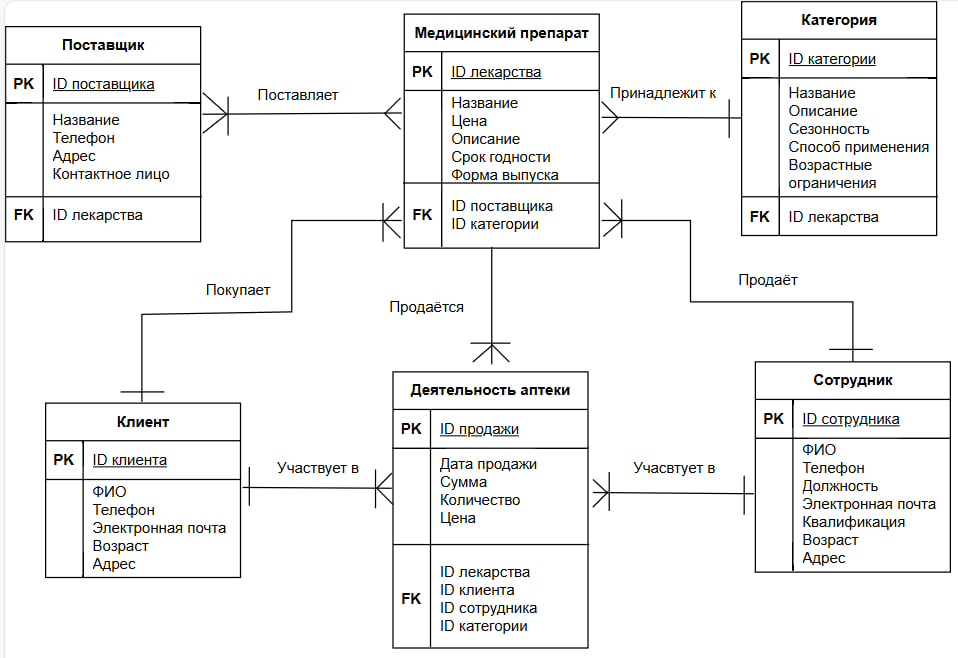 Поставщик
PK ID поставщика
Название
Телефон
Адрес
Контактное лицо
FK ID лекарства
Поставляет
Медицинский препарат
PK ID лекарства
Название
Цена
Описание
Срок годности
Форма выпуска
FK
ID поставщика
ID категории
Принадлежит к
Категория
PK ID категории
Название
Описание
Сезонность
Способ применения
Возрастные
ограничения
FK ID лекарства
Покупает
Продаётся
Продаёт
Клиент
PK ID клиента
ФИО
Телефон
Электронная почта
Возраст
Адрес
Участвует в
Деятельность аптеки
PK ID продажи
Дата продажи
Сумма
Количество
Цена
FK
ID лекарства
ID клиента
ID сотрудника
ID категории
Учасвтует в
Сотрудник
PK ID сотрудника
ФИО
Телефон
Должность
Электронная почта
Квалификация
Возраст
Адрес